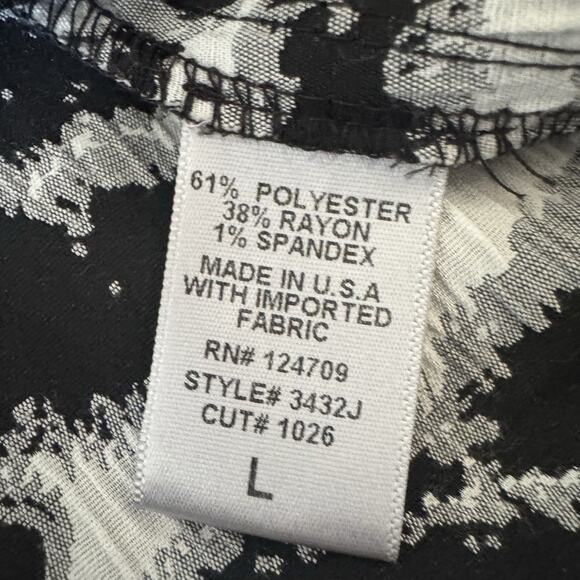 61% POLYESTER
38% RAYON
1% SPANDEX
MADE IN U.S.A
WITH IMPORTED
FABRIC
RN# 124709
STYLE# 3432J
CUT# 1026
L